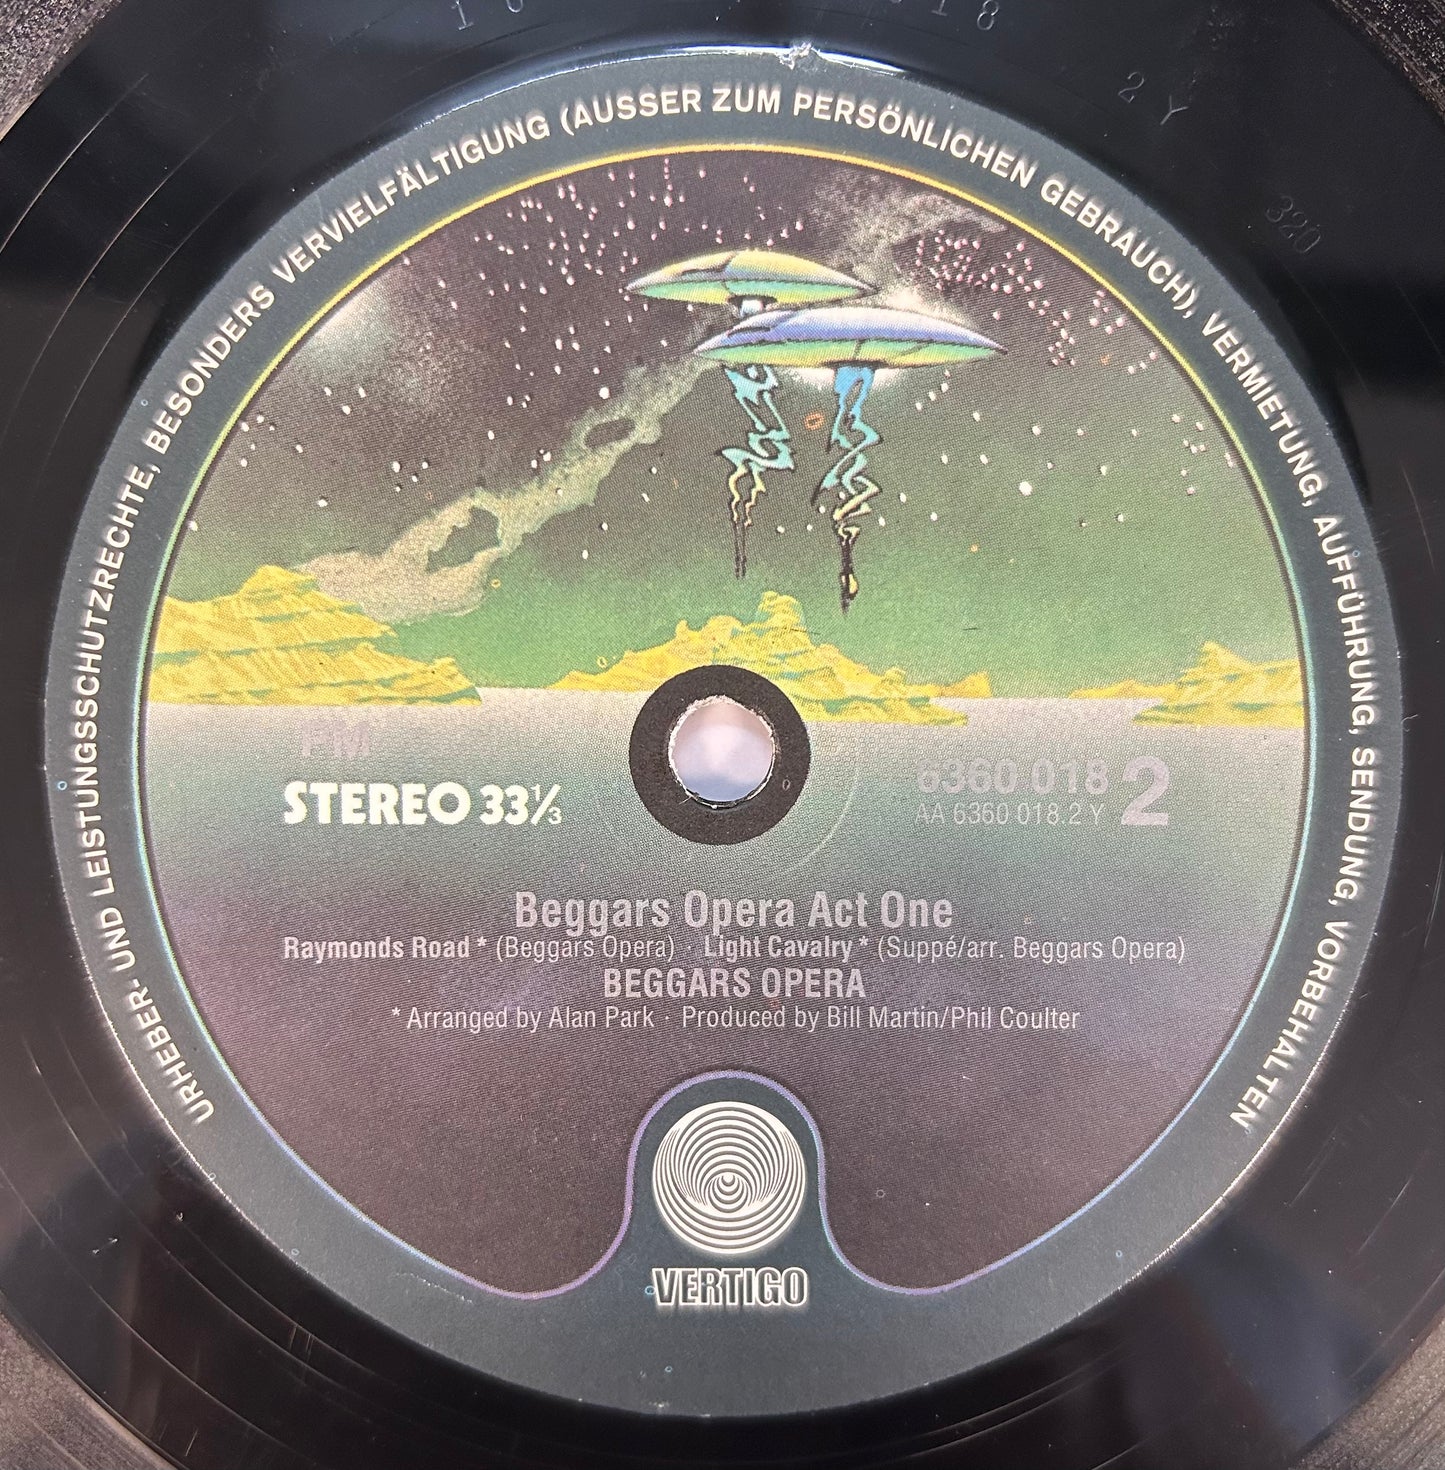 URHEBER- UND LEISTUNGSSCHUTZRECHTE, BESONDERS VERVIELFÄLTIGUNG (AUSSER ZUM PERSÖNLICHEN GEBRAUCH), VERMIETUNG, AUFFÜHRUNG, SENDUNG, VORBEHALTEN
2 Y
320
PM
STEREO 33⅓
6360 018 2
AA 6360 018.2 Y
Beggars Opera Act One
Raymonds Road * (Beggars Opera) · Light Cavalry * (Suppé/arr. Beggars Opera)
BEGGARS OPERA
* Arranged by Alan Park · Produced by Bill Martin/Phil Coulter
VERTIGO